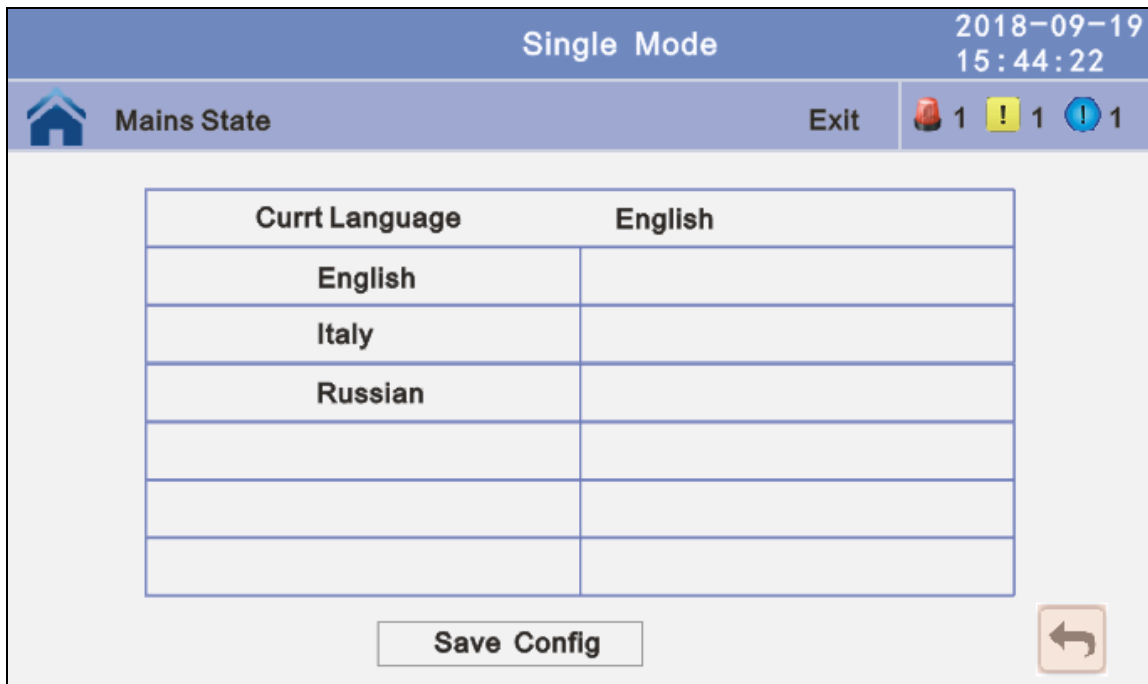 Single Mode
2018-09-19
15:44:22
Mains State Exit 1 ! 1 ! 1
Currt Language English
English
Italy
Russian
Save Config